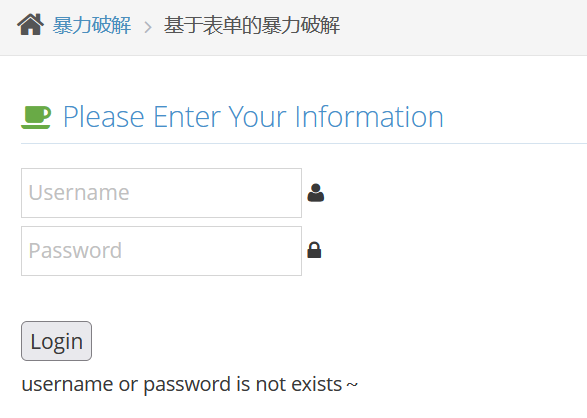 暴力破解 > 基于表单的暴力破解
Please Enter Your Information
Username
Password
Login
username or password is not exists～